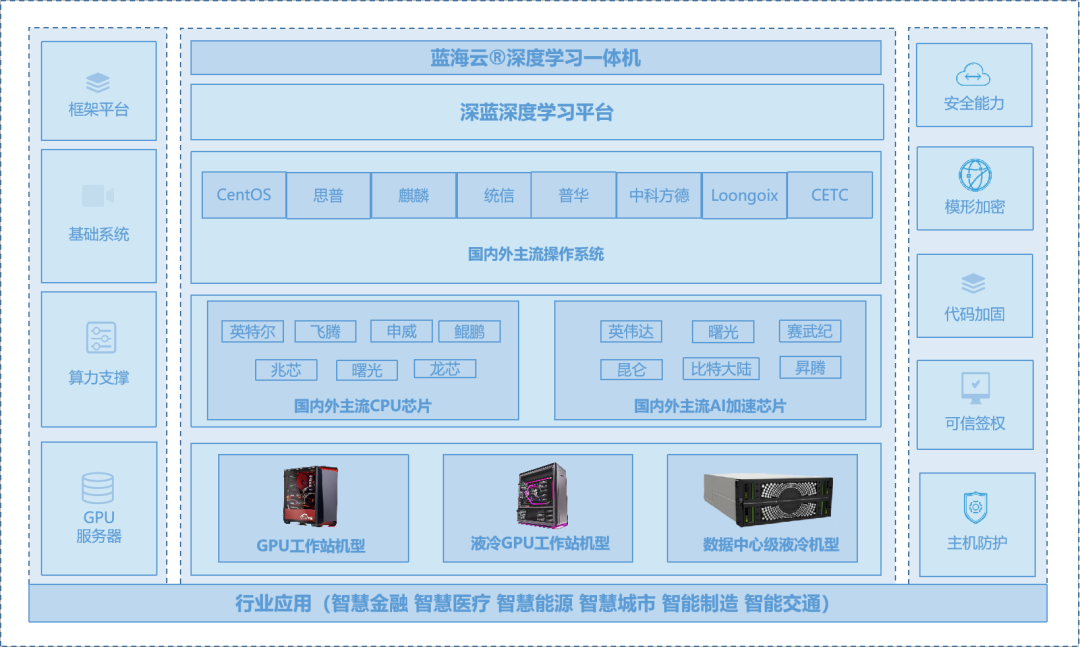 蓝海云®深度学习一体机
深蓝深度学习平台
框架平台
基础系统
算力支撑
GPU
服务器
CentOS 思普 麒麟 统信 普华 中科方德 Loongoix CETC
国内外主流操作系统
英特尔 飞腾 申威 鲲鹏
兆芯 曙光 龙芯
国内外主流CPU芯片
英伟达 曙光 赛武纪
昆仑 比特大陆 昇腾
国内外主流AI加速芯片
GPU工作站机型
液冷GPU工作站机型
数据中心级液冷机型
安全能力
模形加密
代码加固
可信签权
主机防护
行业应用（智慧金融 智慧医疗 智慧能源 智慧城市 智能制造 智能交通）